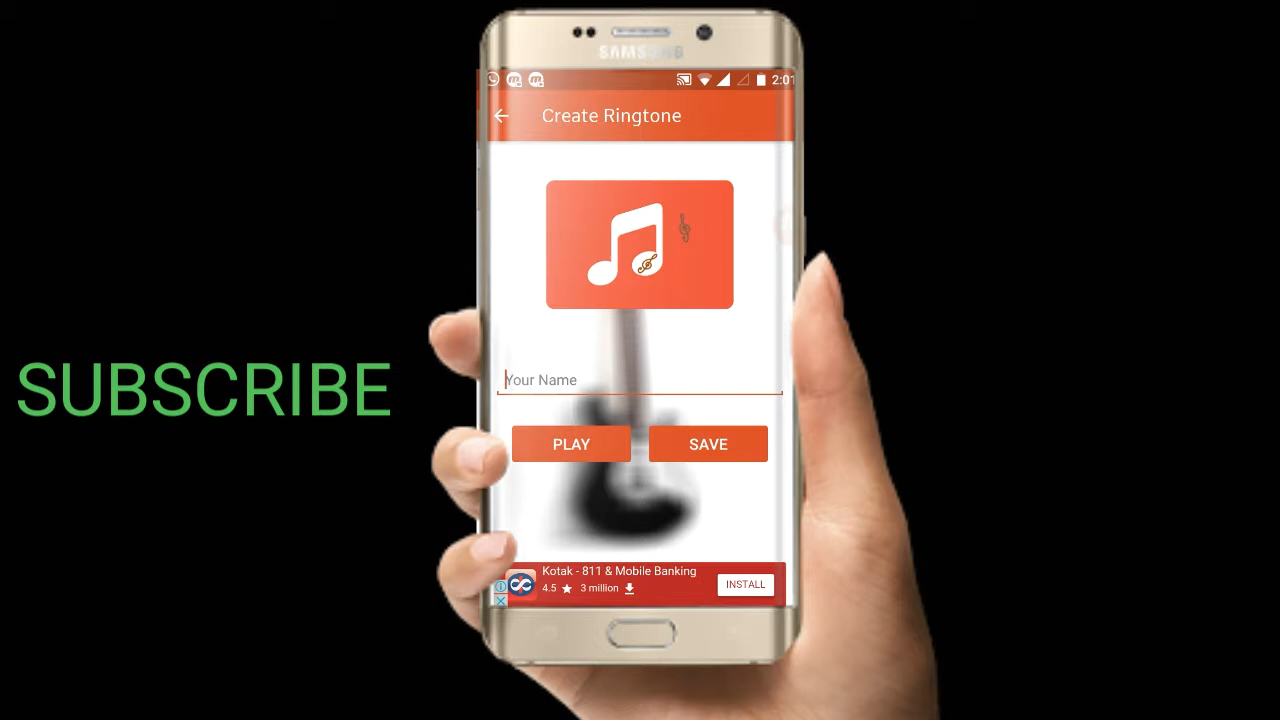 SAMSUNG
2:01
Create Ringtone
SUBSCRIBE
Your Name
PLAY
SAVE
Kotak - 811 & Mobile Banking
4.5 ★ 3 million
INSTALL